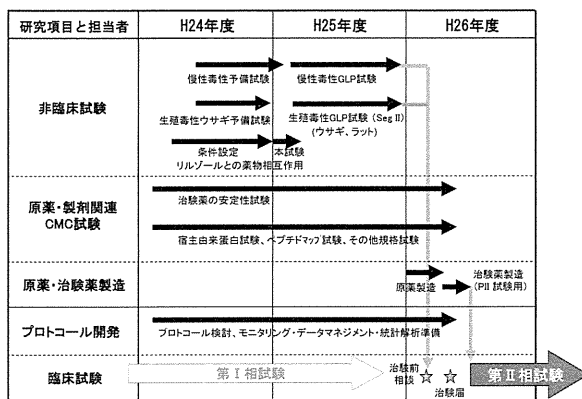 研究項目と担当者
H24年度
H25年度
H26年度
非臨床試験
慢性毒性予備試験
慢性毒性GLP試験
生殖毒性ウサギ予備試験
生殖毒性GLP試験(Seg II)
(ウサギ、ラット)
条件設定
本試験
リルゾールとの薬物相互作用
原薬・製剤関連
CMC試験
治験薬の安定性試験
宿主由来蛋白試験、ペプチドマップ試験、その他規格試験
原薬・治験薬製造
原薬製造
治験薬製造
(PII 試験用)
プロトコール開発
プロトコール検討、モニタリング・データマネジメント・統計解析準備
臨床試験
第Ⅰ相試験
治験前
相談
治験届
第Ⅱ相試験